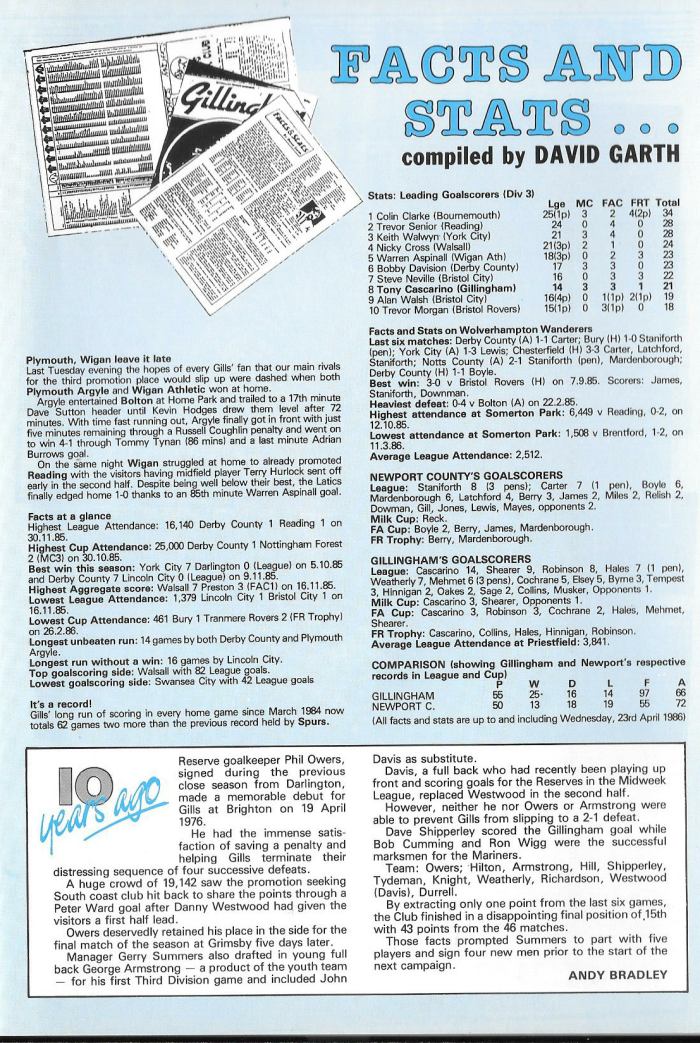 Gilling
Facts & Stats
FACTS AND
STATS ...
compiled by DAVID GARTH
Stats: Leading Goalscorers (Div 3)
Lge MC FAC FRT Total
1 Colin Clarke (Bournemouth) 25(1p) 3 2 4(2p) 34
2 Trevor Senior (Reading) 24 0 4 0 28
3 Keith Walwyn (York City) 21 3 4 0 28
4 Nicky Cross (Walsall) 21(3p) 2 1 0 24
5 Warren Aspinall (Wigan Ath) 18(3p) 0 2 3 23
6 Bobby Davision (Derby County) 17 3 3 0 23
7 Steve Neville (Bristol City) 16 0 3 3 22
8 Tony Cascarino (Gillingham) 14 3 3 1 21
9 Alan Walsh (Bristol City) 16(4p) 0 1(1p) 2(1p) 19
10 Trevor Morgan (Bristol Rovers) 15(1p) 0 3(1p) 0 18
Plymouth, Wigan leave it late
Last Tuesday evening the hopes of every Gills' fan that our main rivals
for the third promotion place would slip up were dashed when both
Plymouth Argyle and Wigan Athletic won at home.
Argyle entertained Bolton at Home Park and trailed to a 17th minute
Dave Sutton header until Kevin Hodges drew them level after 72
minutes. With time fast running out, Argyle finally got in front with just
five minutes remaining through a Russell Coughlin penalty and went on
to win 4-1 through Tommy Tynan (86 mins) and a last minute Adrian
Burrows goal.
On the same night Wigan struggled at home to already promoted
Reading with the visitors having midfield player Terry Hurlock sent off
early in the second half. Despite being well below their best, the Latics
finally edged home 1-0 thanks to an 85th minute Warren Aspinall goal.
Facts at a glance
Highest League Attendance: 16,140 Derby County 1 Reading 1 on
30.11.85.
Highest Cup Attendance: 25,000 Derby County 1 Nottingham Forest
2 (MC3) on 30.10.85.
Best win this season: York City 7 Darlington 0 (League) on 5.10.85
and Derby County 7 Lincoln City 0 (League) on 9.11.85.
Highest Aggregate score: Walsall 7 Preston 3 (FAC1) on 16.11.85.
Lowest League Attendance: 1,379 Lincoln City 1 Bristol City 1 on
16.11.85.
Lowest Cup Attendance: 461 Bury 1 Tranmere Rovers 2 (FR Trophy)
on 26.2.86.
Longest unbeaten run: 14 games by both Derby County and Plymouth
Argyle.
Longest run without a win: 16 games by Lincoln City.
Top goalscoring side: Walsall with 82 League goals.
Lowest goalscoring side: Swansea City with 42 League goals
It's a record!
Gills' long run of scoring in every home game since March 1984 now
totals 62 games two more than the previous record held by Spurs.
Facts and Stats on Wolverhampton Wanderers
Last six matches: Derby County (A) 1-1 Carter; Bury (H) 1-0 Staniforth
(pen); York City (A) 1-3 Lewis; Chesterfield (H) 3-3 Carter, Latchford,
Staniforth; Notts County (A) 2-1 Staniforth (pen), Mardenborough;
Derby County (H) 1-1 Boyle.
Best win: 3-0 v Bristol Rovers (H) on 7.9.85. Scorers: James,
Staniforth, Downman.
Heaviest defeat: 0-4 v Bolton (A) on 22.2.85.
Highest attendance at Somerton Park: 6,449 v Reading, 0-2, on
12.10.85.
Lowest attendance at Somerton Park: 1,508 v Brentford, 1-2, on
11.3.86.
Average League Attendance: 2,512.
NEWPORT COUNTY'S GOALSCORERS
League: Staniforth 8 (3 pens); Carter 7 (1 pen), Boyle 6,
Mardenborough 6, Latchford 4, Berry 3, James 2, Miles 2, Relish 2,
Dowman, Gill, Jones, Lewis, Mayes, opponents 2.
Milk Cup: Reck.
FA Cup: Boyle 2, Berry, James, Mardenborough.
FR Trophy: Berry, Mardenborough.
GILLINGHAM'S GOALSCORERS
League: Cascarino 14, Shearer 9, Robinson 8, Hales 7 (1 pen),
Weatherly 7, Mehmet 6 (3 pens), Cochrane 5, Elsey 5, Byrne 3, Tempest
3, Hinnigan 2, Oakes 2, Sage 2, Collins, Musker, Opponents 1.
Milk Cup: Cascarino 3, Shearer, Opponents 1.
FA Cup: Cascarino 3, Robinson 3, Cochrane 2, Hales, Mehmet,
Shearer.
FR Trophy: Cascarino, Collins, Hales, Hinnigan, Robinson.
Average League Attendance at Priestfield: 3,841.
COMPARISON (showing Gillingham and Newport's respective
records in League and Cup)
P W D L F A
GILLINGHAM 55 25 16 14 97 66
NEWPORT C. 50 13 18 19 55 72
(All facts and stats are up to and including Wednesday, 23rd April 1986)
10
years ago
Reserve goalkeeper Phil Owers,
signed during the previous
close season from Darlington,
made a memorable debut for
Gills at Brighton on 19 April
1976.
He had the immense satis-
faction of saving a penalty and
helping Gills terminate their
distressing sequence of four successive defeats.
A huge crowd of 19,142 saw the promotion seeking
South coast club hit back to share the points through a
Peter Ward goal after Danny Westwood had given the
visitors a first half lead.
Owers deservedly retained his place in the side for the
final match of the season at Grimsby five days later.
Manager Gerry Summers also drafted in young full
back George Armstrong — a product of the youth team
— for his first Third Division game and included John
Davis as substitute.
Davis, a full back who had recently been playing up
front and scoring goals for the Reserves in the Midweek
League, replaced Westwood in the second half.
However, neither he nor Owers or Armstrong were
able to prevent Gills from slipping to a 2-1 defeat.
Dave Shipperley scored the Gillingham goal while
Bob Cumming and Ron Wigg were the successful
marksmen for the Mariners.
Team: Owers; Hilton, Armstrong, Hill, Shipperley,
Tydeman, Knight, Weatherly, Richardson, Westwood
(Davis), Durrell.
By extracting only one point from the last six games,
the Club finished in a disappointing final position of 15th
with 43 points from the 46 matches.
Those facts prompted Summers to part with five
players and sign four new men prior to the start of the
next campaign.
ANDY BRADLEY